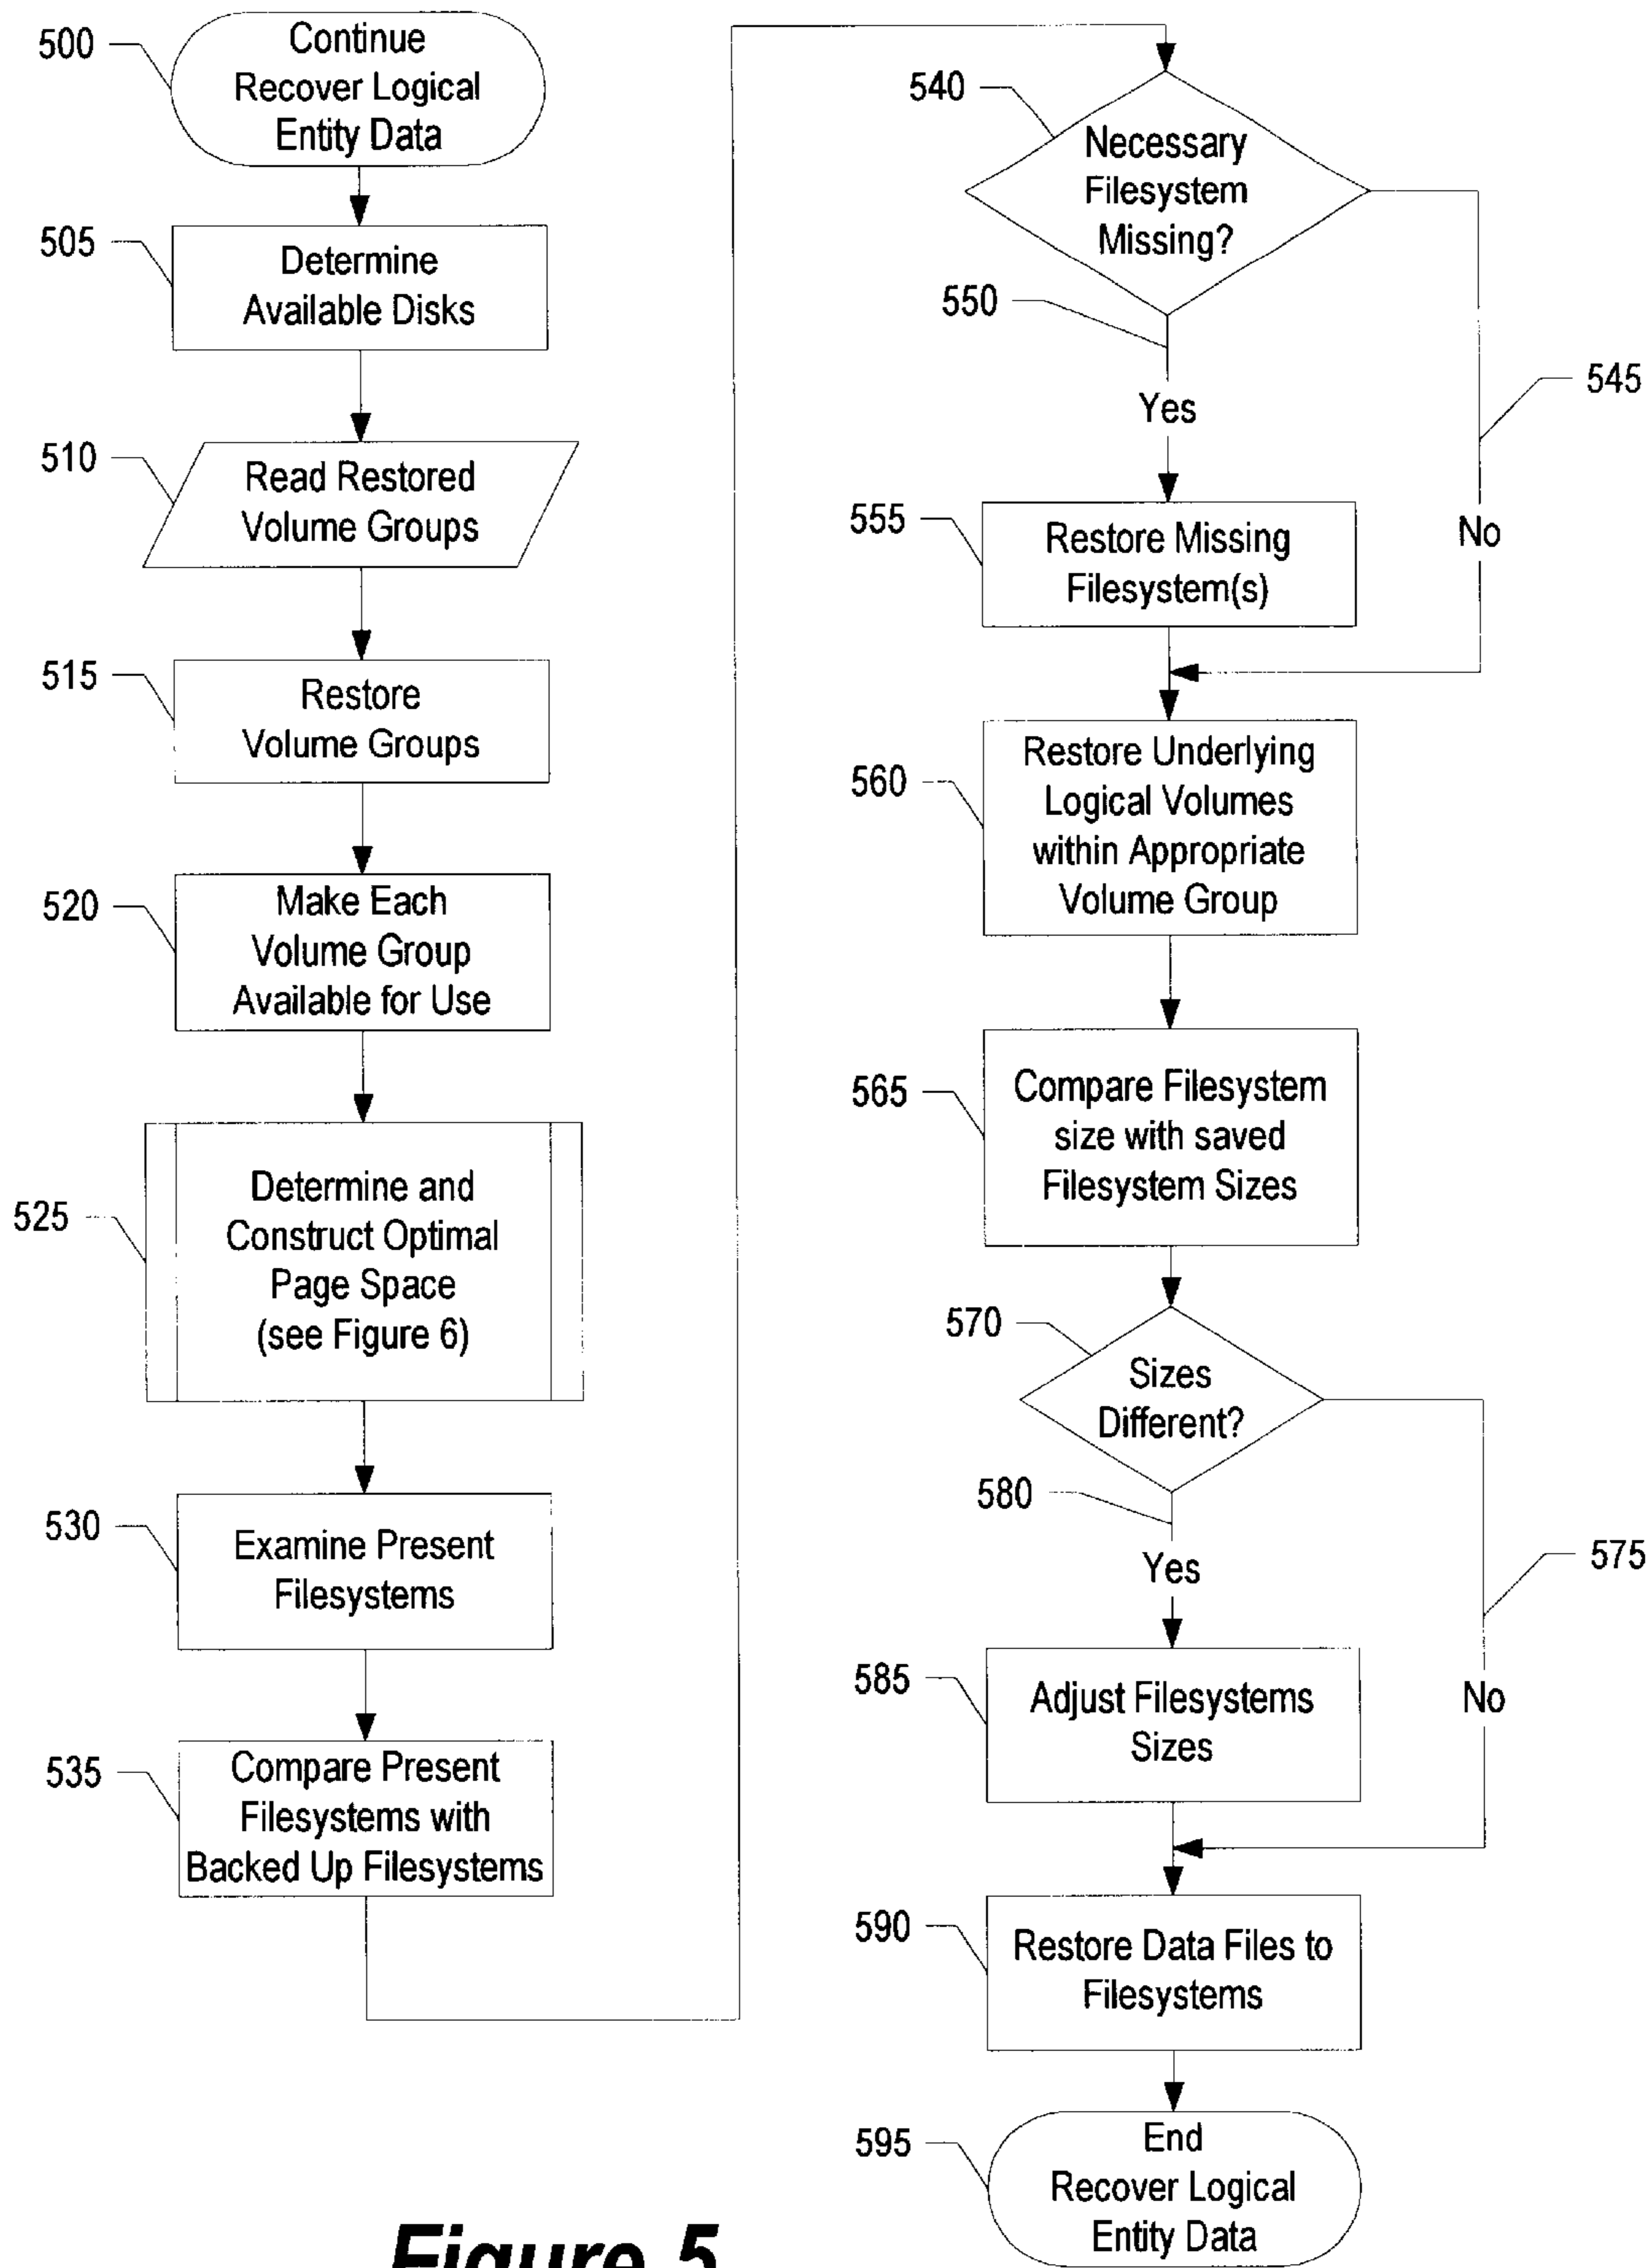 500
Continue
Recover Logical
Entity Data
505
Determine
Available Disks
510
Read Restored
Volume Groups
515
Restore
Volume Groups
520
Make Each
Volume Group
Available for Use
525
Determine and
Construct Optimal
Page Space
(see Figure 6)
530
Examine Present
Filesystems
535
Compare Present
Filesystems with
Backed Up Filesystems
540
Necessary
Filesystem
Missing?
550
Yes
545
No
555
Restore Missing
Filesystem(s)
560
Restore Underlying
Logical Volumes
within Appropriate
Volume Group
565
Compare Filesystem
size with saved
Filesystem Sizes
570
Sizes
Different?
580
Yes
575
No
585
Adjust Filesystems
Sizes
590
Restore Data Files to
Filesystems
595
End
Recover Logical
Entity Data
Figure 5